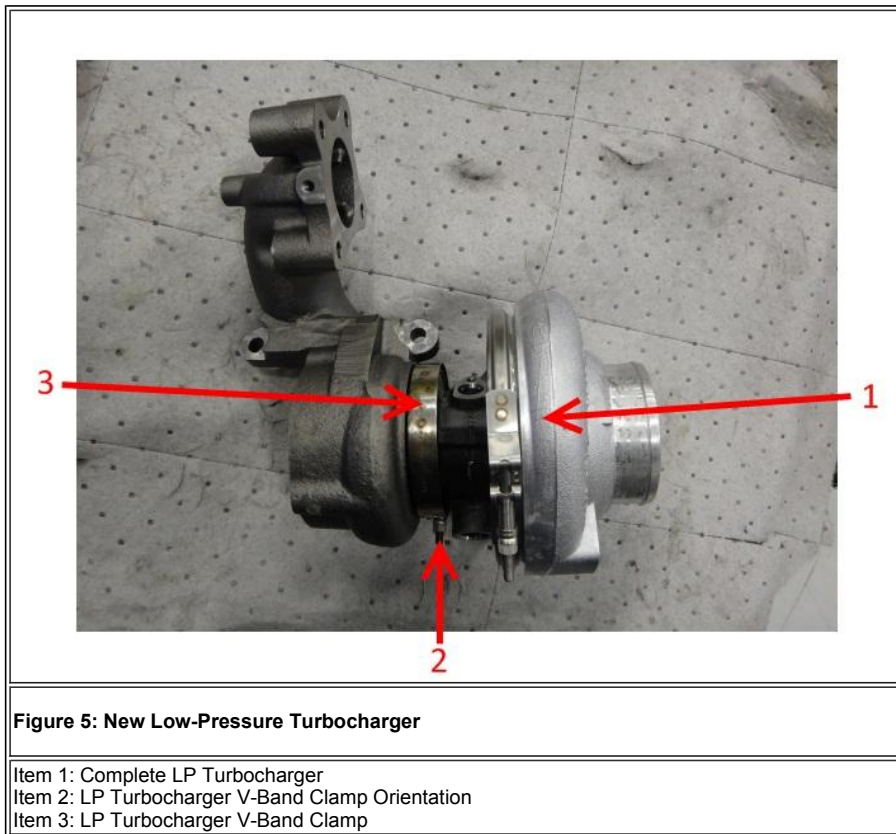 3
1
2
Figure 5: New Low-Pressure Turbocharger
Item 1: Complete LP Turbocharger
Item 2: LP Turbocharger V-Band Clamp Orientation
Item 3: LP Turbocharger V-Band Clamp